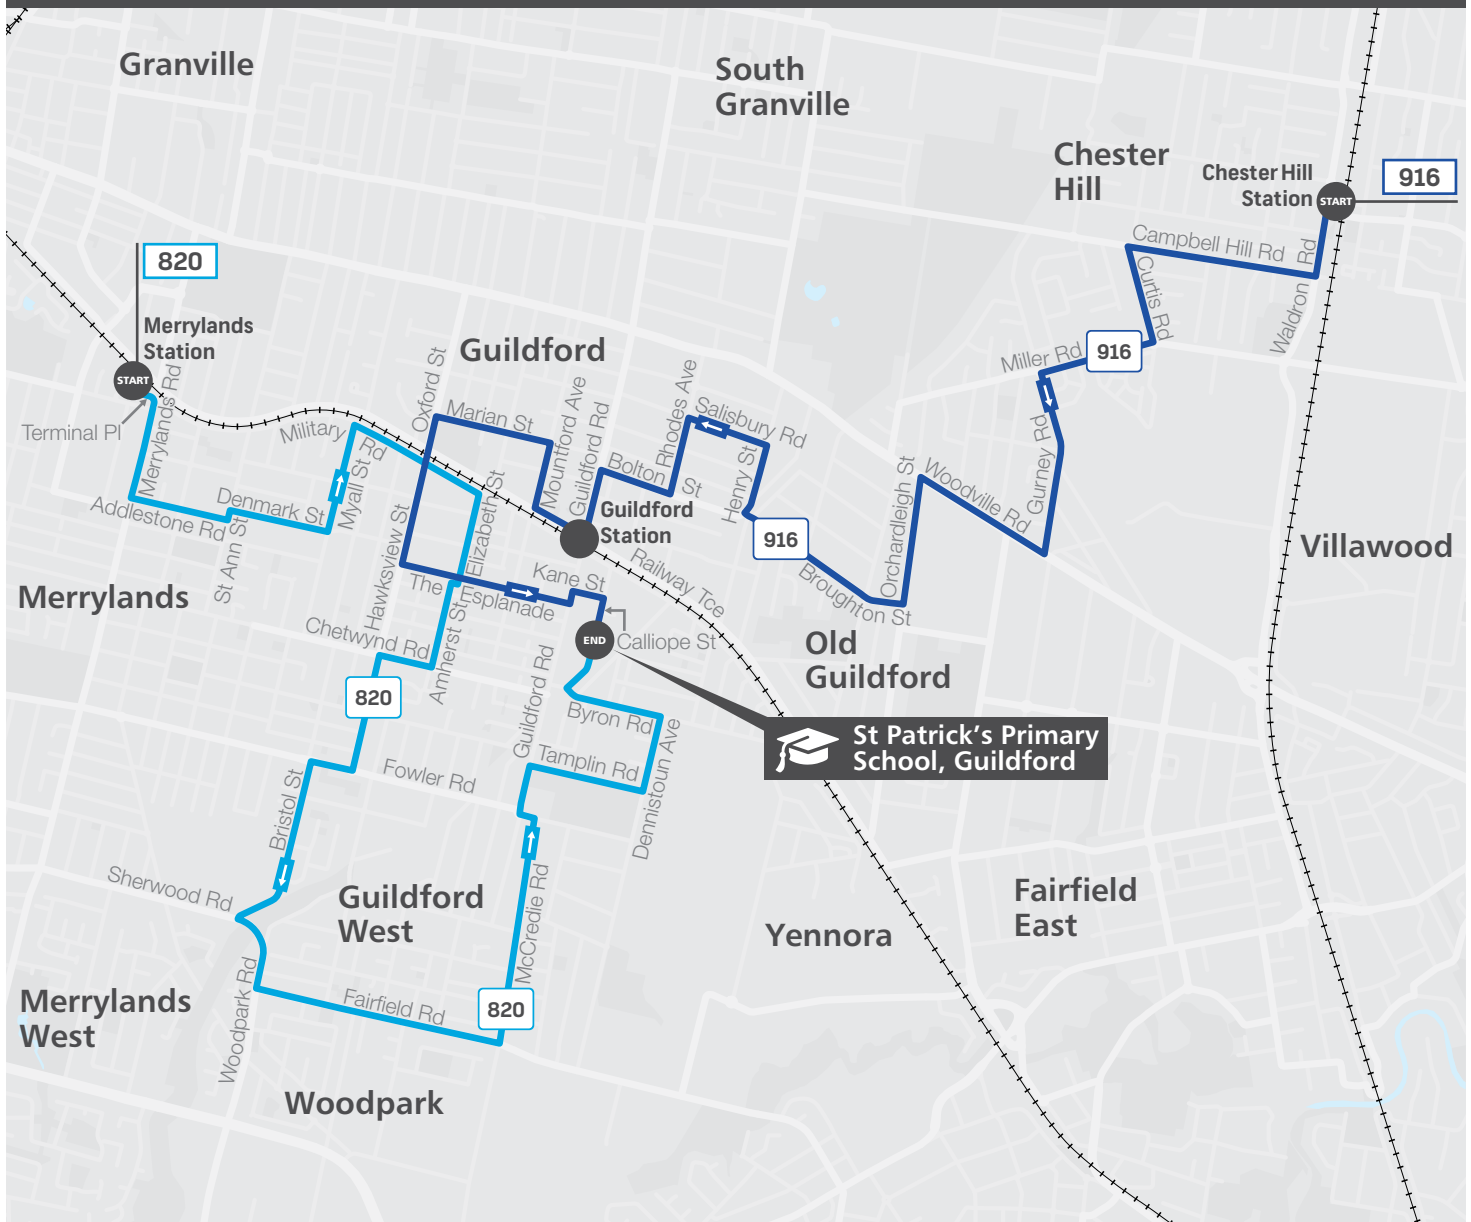 Granville
South
Granville
Chester
Hill
Chester Hill
Station
START
916
Campbell Hill Rd
Waldron Rd
Curtis Rd
Miller Rd
916
Gurney Rd
820
Merrylands
Station
START
Terminal Pl
Merrylands Rd
Guildford
Oxford St
Marian St
Mountford Ave
Guildford Rd
Rhodes Ave
Salisbury Rd
Bolton St
Henry St
Military Rd
Myall St
Addlestone Rd
Denmark St
St Ann St
Elizabeth St
Hawksview St
Guildford
Station
916
Orchardleigh St
Woodville Rd
Broughton St
Villawood
Merrylands
The Esplanade
Kane St
Railway Tce
Chetwynd Rd
Amherst St
END
Calliope St
Old
Guildford
820
Guildford Rd
Byron Rd
St Patrick's Primary
School, Guildford
Tamplin Rd
Dennistoun Ave
Fowler Rd
Bristol St
Sherwood Rd
Guildford
West
McCredie Rd
Yennora
Fairfield
East
Merrylands
West
Woodpark Rd
Fairfield Rd
820
Woodpark